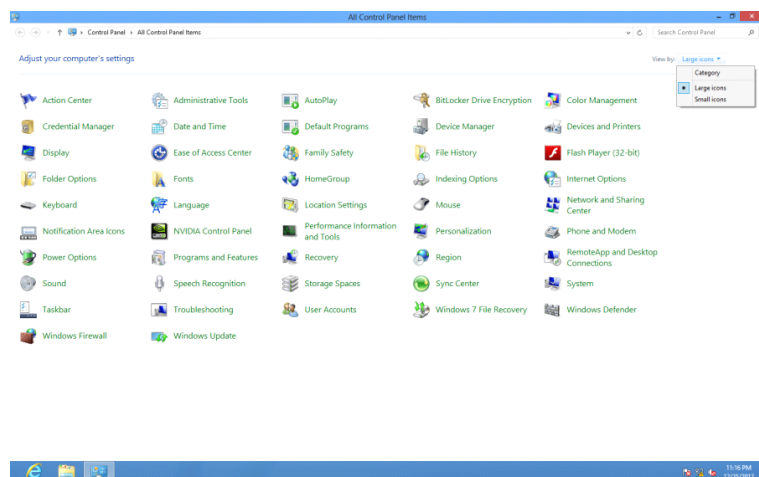 All Control Panel Items
Control Panel
All Control Panel Items
Search Control Panel
Adjust your computer's settings
View by: Large icons
Category
Large icons
Small icons
Action Center
Administrative Tools
AutoPlay
BitLocker Drive Encryption
Color Management
Credential Manager
Date and Time
Default Programs
Device Manager
Devices and Printers
Display
Ease of Access Center
Family Safety
File History
Flash Player (32-bit)
Folder Options
Fonts
HomeGroup
Indexing Options
Internet Options
Keyboard
Language
Location Settings
Mouse
Network and Sharing
Center
Notification Area Icons
NVIDIA Control Panel
Performance Information
and Tools
Personalization
Phone and Modem
Power Options
Programs and Features
Recovery
Region
RemoteApp and Desktop
Connections
Sound
Speech Recognition
Storage Spaces
Sync Center
System
Taskbar
Troubleshooting
User Accounts
Windows 7 File Recovery
Windows Defender
Windows Firewall
Windows Update
11:16 PM